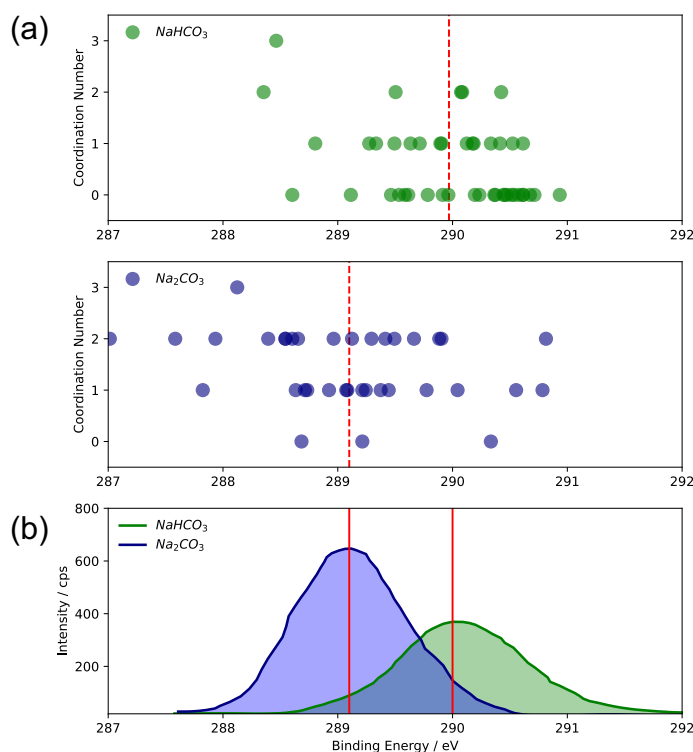 (a)
NaHCO₃
Coordination Number
3
2
1
0
287 288 289 290 291 292
Na₂CO₃
Coordination Number
3
2
1
0
287 288 289 290 291 292
(b)
NaHCO₃
Na₂CO₃
Intensity / cps
800
600
400
200
287 288 289 290 291 292
Binding Energy / eV